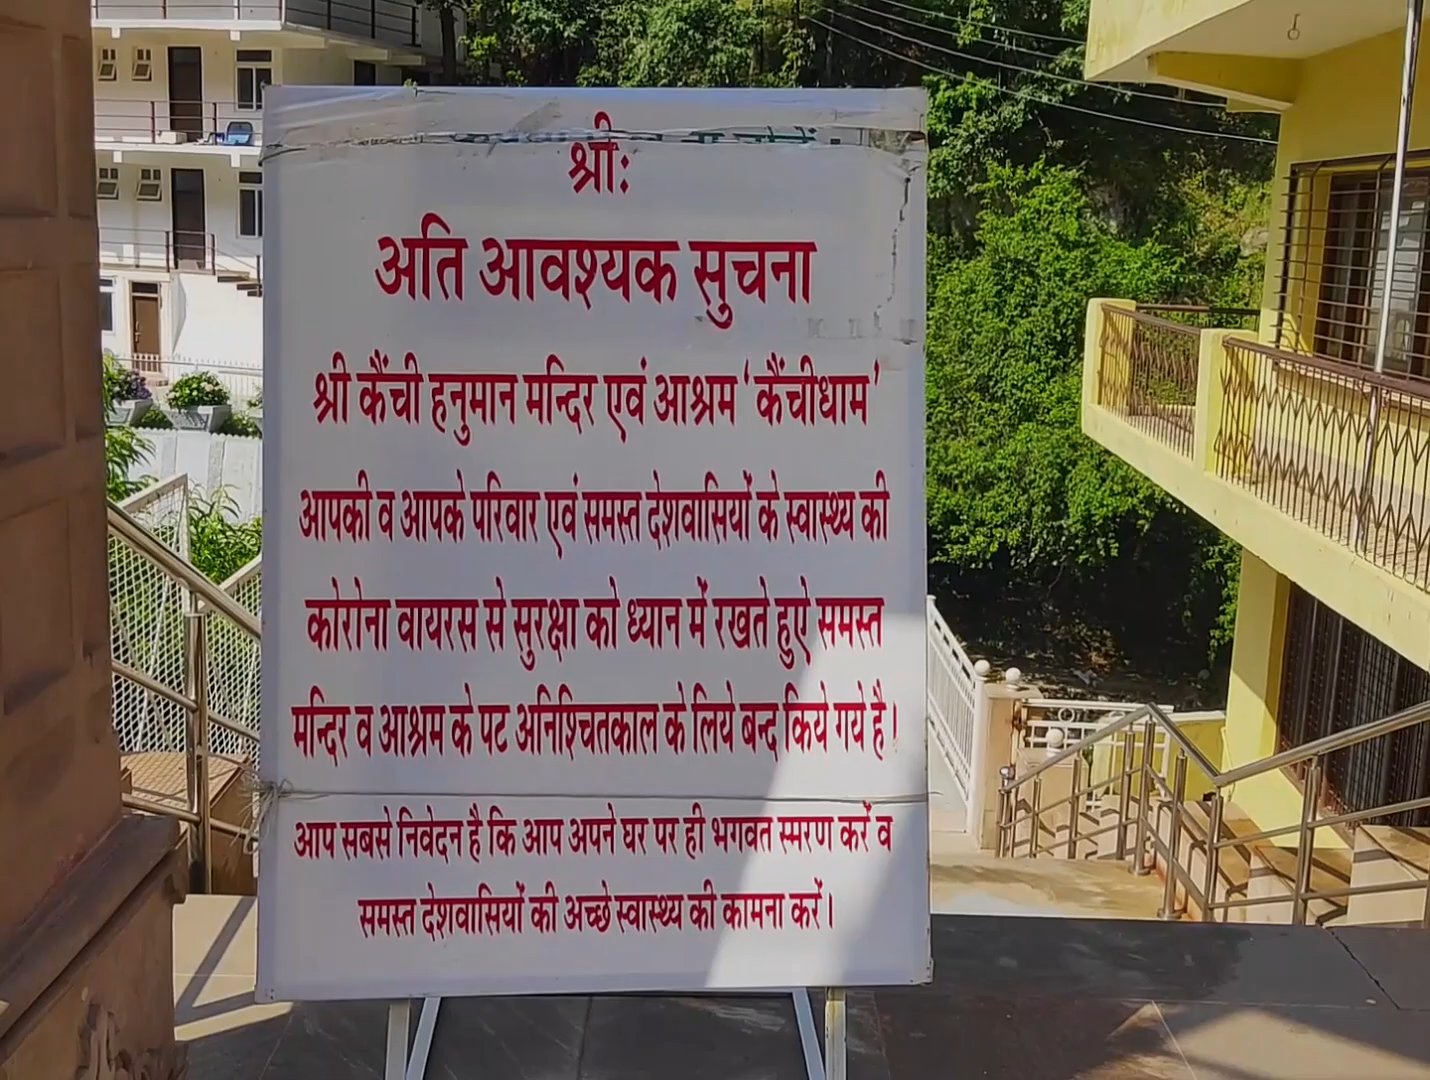 श्रीः
अति आवश्यक सुचना
श्री कैंची हनुमान मन्दिर एवं आश्रम ‘कैंचीधाम’
आपकी व आपके परिवार एवं समस्त देशवासियों के स्वास्थ्य की
कोरोना वायरस से सुरक्षा को ध्यान में रखते हुऐ समस्त
मन्दिर व आश्रम के पट अनिश्चितकाल के लिये बन्द किये गये है।
आप सबसे निवेदन है कि आप अपने घर पर ही भगवत स्मरण करें व
समस्त देशवासियों की अच्छे स्वास्थ्य की कामना करें।